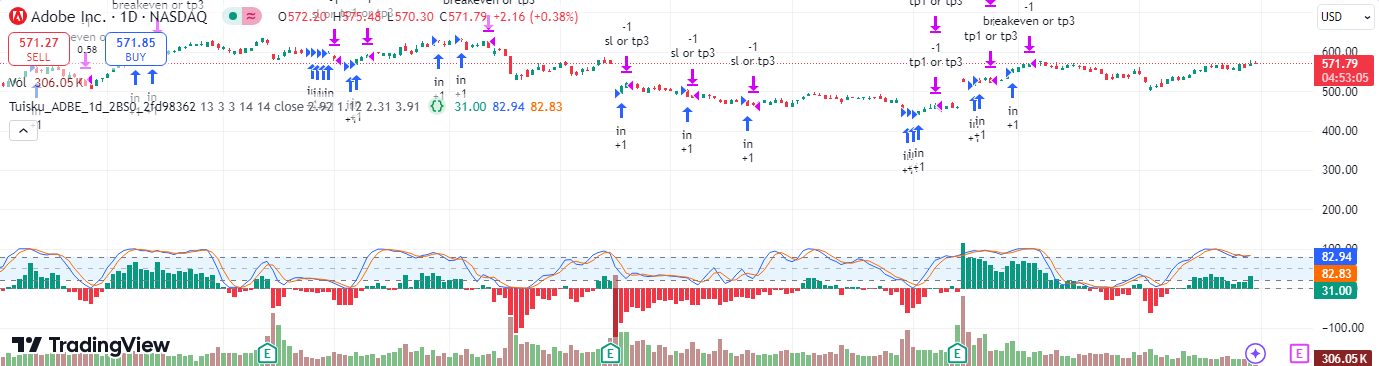 Adobe Inc. · 1D · NASDAQ
O572.20 H575.48 L570.30 C571.79 +2.16 (+0.38%)
USD
571.27
SELL
0.58
571.85
BUY
Vol 306.05K
Tuisku_ADBE_1d_2BS0_2fd98362 13 3 3 14 14 close 2.92 1 1.12 2.31 3.91 {} 31.00 82.94 82.83
breakeven or tp3
-1
sl or tp3
-1
sl or tp3
-1
sl or tp3
tp1 or tp3
-1
tp1 or tp3
-1
breakeven or tp3
tp1 or tp3
in
+1
in
+1
in
+1
in
+1
in
+1
in
+1
in
+1
in
+1
600.00
571.79
04:53:05
500.00
400.00
300.00
200.00
100.00
82.94
82.83
31.00
−100.00
306.05K
E
E
E
E
TradingView